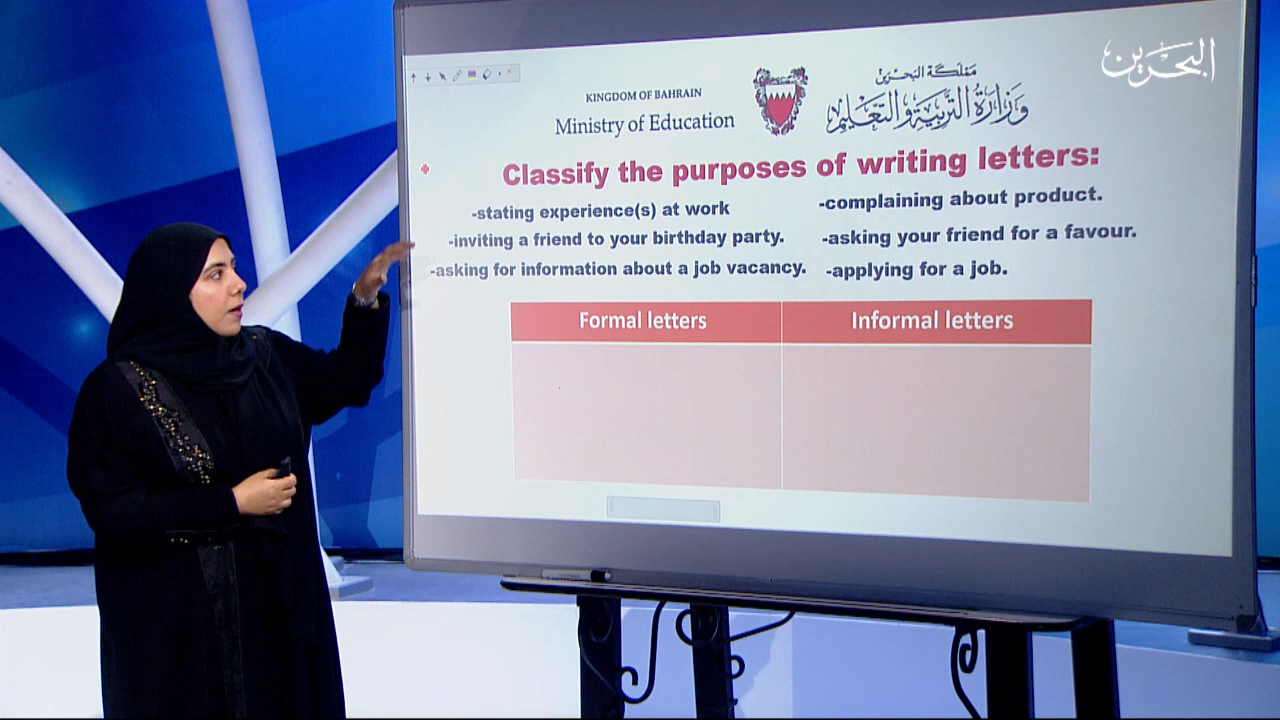 البحرين
KINGDOM OF BAHRAIN
Ministry of Education
مملكة البحرين
وزارة التربية والتعليم
Classify the purposes of writing letters:
-stating experience(s) at work
-complaining about product.
-inviting a friend to your birthday party.
-asking your friend for a favour.
-asking for information about a job vacancy.
-applying for a job.
Formal letters
Informal letters